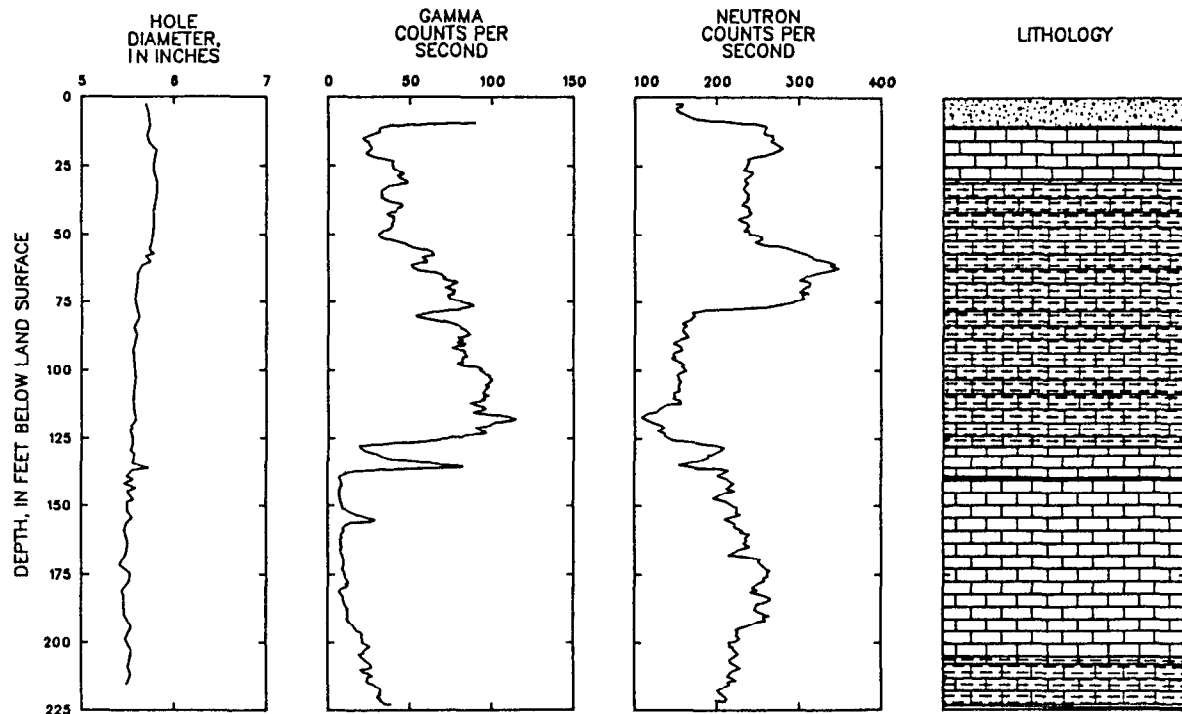 HOLE
DIAMETER,
IN INCHES
5 6 7
GAMMA
COUNTS PER
SECOND
50 100 150
NEUTRON
COUNTS PER
SECOND
100 200 300 400
LITHOLOGY
DEPTH, IN FEET BELOW LAND SURFACE
0
25
50
75
100
125
150
175
200
225